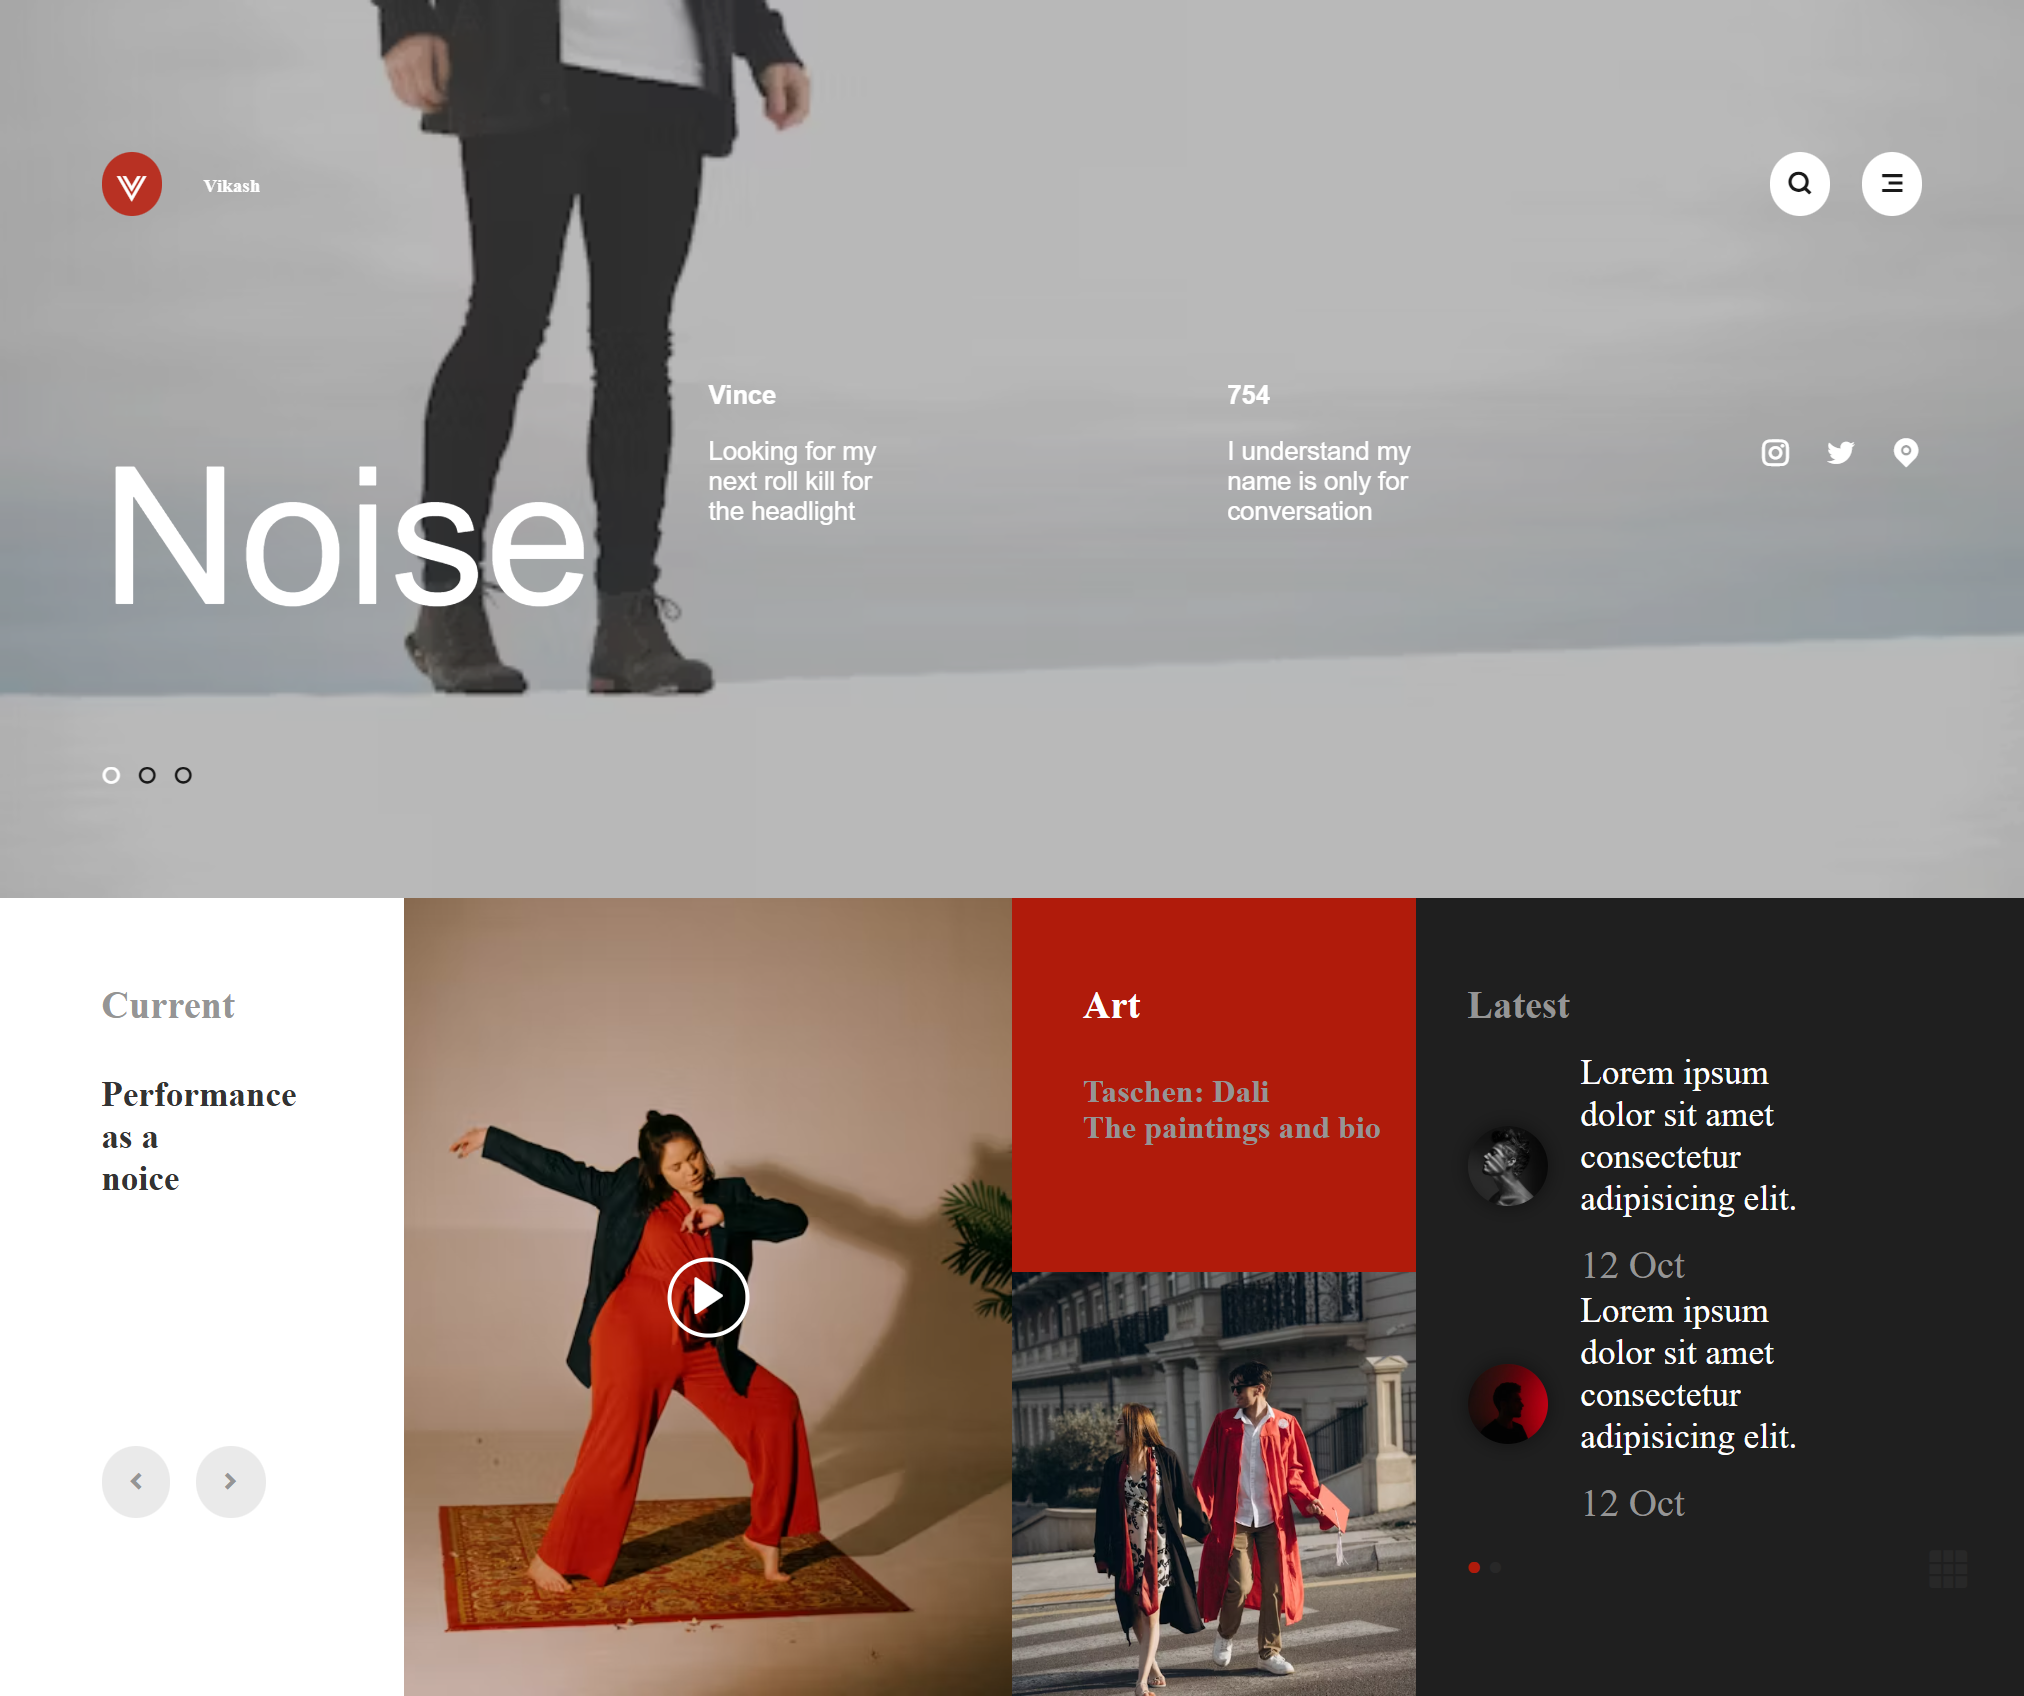 Vikash
Vince
Looking for my
next roll kill for
the headlight
754
I understand my
name is only for
conversation
Noise
Current
Performance
as a
noice
Art
Taschen: Dali
The paintings and bio
Latest
Lorem ipsum
dolor sit amet
consectetur
adipisicing elit.
12 Oct
Lorem ipsum
dolor sit amet
consectetur
adipisicing elit.
12 Oct